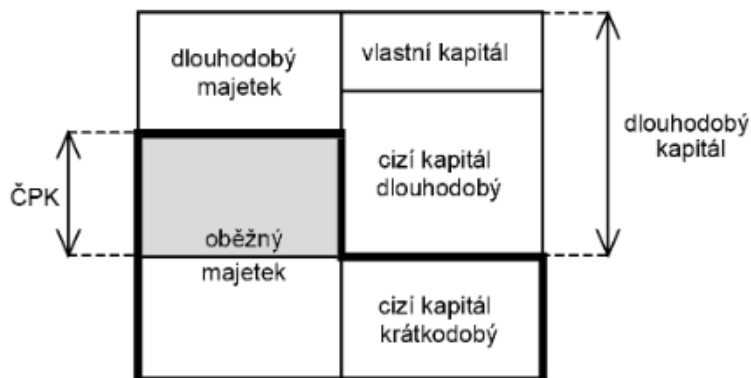 dlouhodobý
majetek
vlastní kapitál
dlouhodobý
kapitál
cizí kapitál
dlouhodobý
ČPK
oběžný
majetek
cizí kapitál
krátkodobý